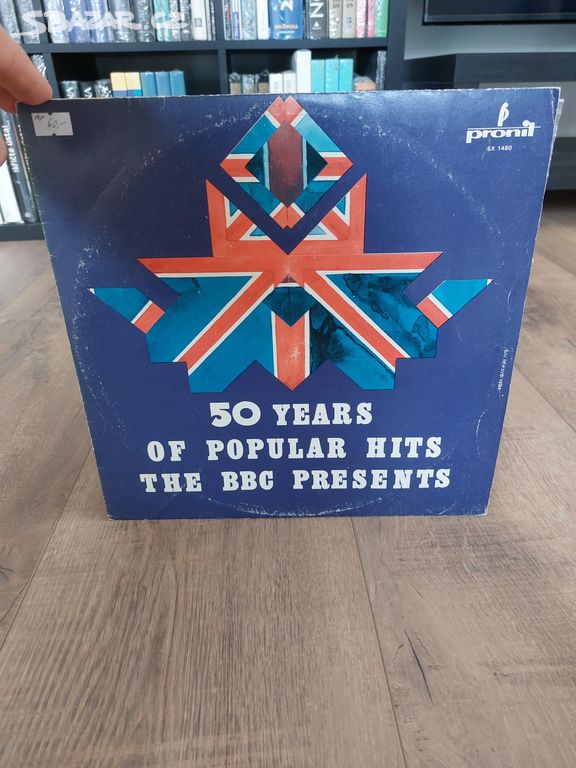 SBAZAR.CZ
60,-
pronit
SX 1480
50 YEARS
OF POPULAR HITS
THE BBC PRESENTS